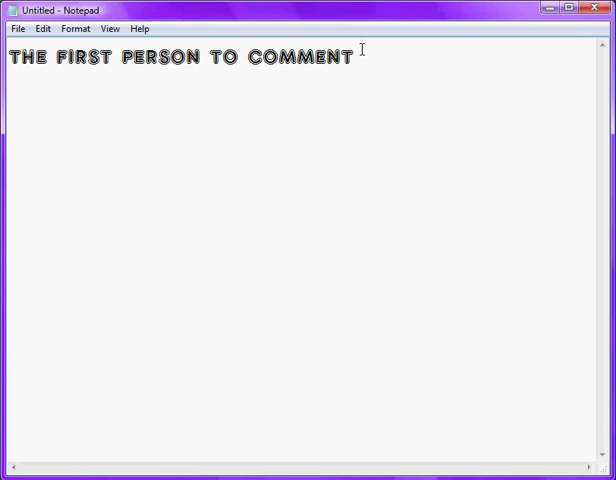 Untitled - Notepad
File Edit Format View Help
THE FIRST PERSON TO COMMENT